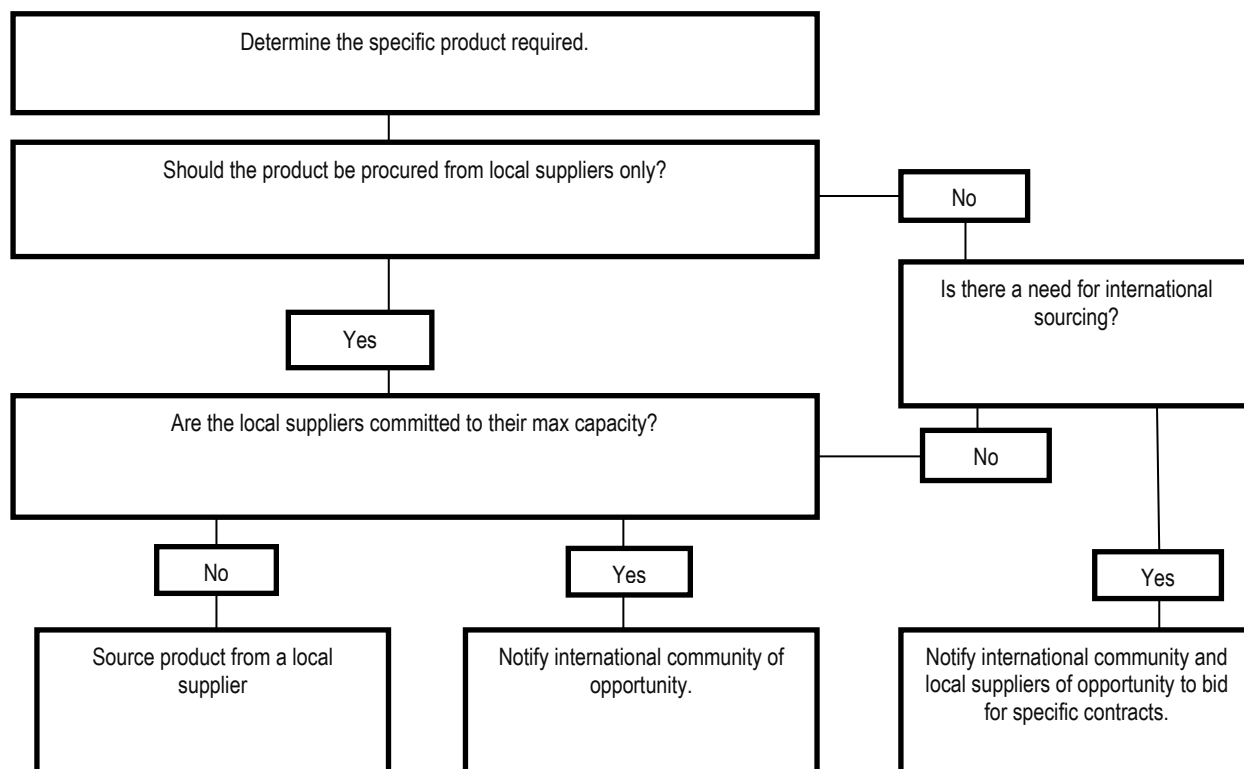 Determine the specific product required.
Should the product be procured from local suppliers only?
No
Is there a need for international
sourcing?
Yes
Are the local suppliers committed to their max capacity?
No
No
Yes
Yes
Source product from a local
supplier
Notify international community of
opportunity.
Notify international community and
local suppliers of opportunity to bid
for specific contracts.